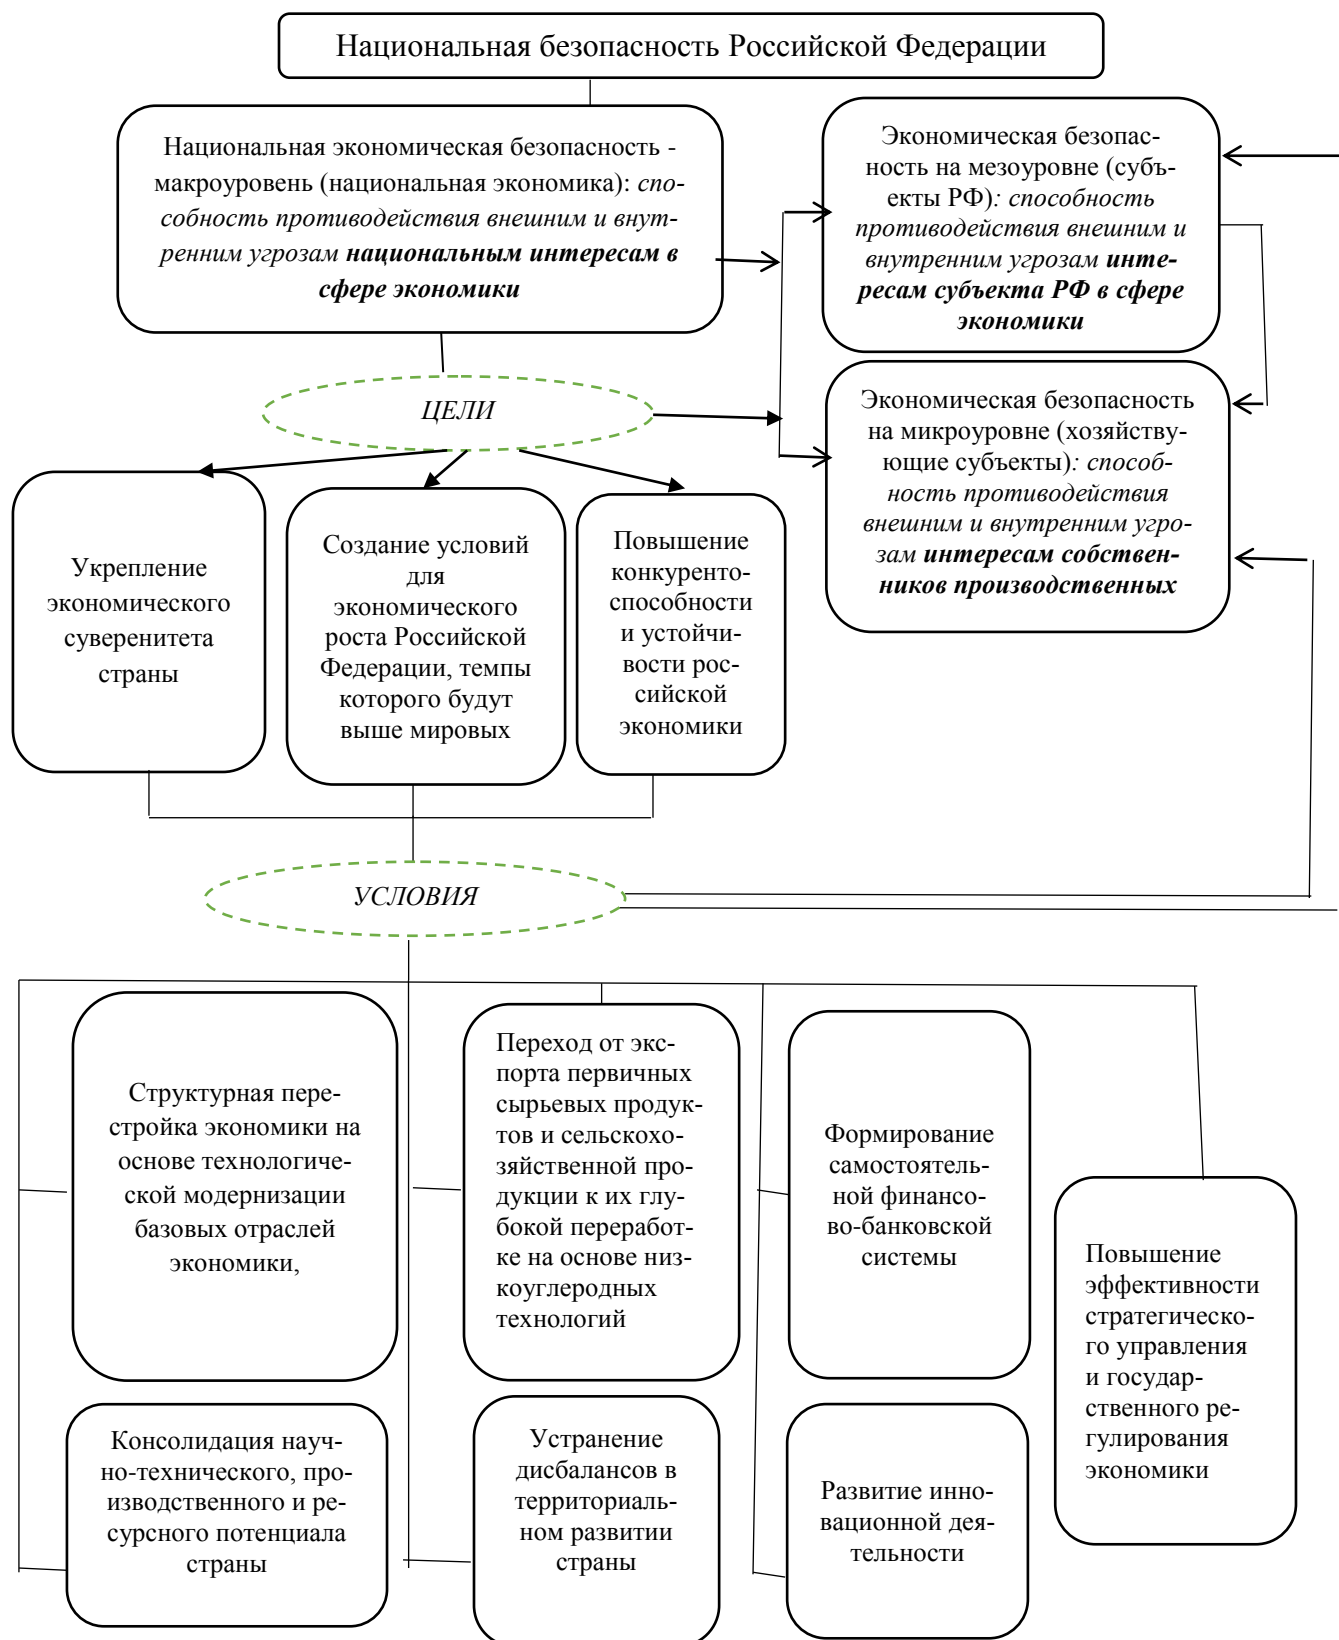 Национальная безопасность Российской Федерации
Национальная экономическая безопасность -
макроуровень (национальная экономика): спо-
собность противодействия внешним и внут-
ренним угрозам национальным интересам в
сфере экономики
Экономическая безопас-
ность на мезоуровне (субъ-
екты РФ): способность
противодействия внешним и
внутренним угрозам инте-
ресам субъекта РФ в сфере
экономики
ЦЕЛИ
Экономическая безопасность
на микроуровне (хозяйству-
ющие субъекты): способ-
ность противодействия
внешним и внутренним угро-
зам интересам собствен-
ников производственных
Укрепление
экономического
суверенитета
страны
Создание условий
для
экономического
роста Российской
Федерации, темпы
которого будут
выше мировых
Повышение
конкуренто-
способности
и устойчи-
вости рос-
сийской
экономики
УСЛОВИЯ
Структурная пере-
стройка экономики на
основе технологиче-
ской модернизации
базовых отраслей
экономики,
Переход от экс-
порта первичных
сырьевых продук-
тов и сельскохо-
зяйственной про-
дукции к их глу-
бокой переработ-
ке на основе низ-
коуглеродных
технологий
Формирование
самостоятель-
ной финансо-
во-банковской
системы
Повышение
эффективности
стратегическо-
го управления
и государ-
ственного ре-
гулирования
экономики
Консолидация науч-
но-технического, про-
изводственного и ре-
сурсного потенциала
страны
Устранение
дисбалансов в
территориаль-
ном развитии
страны
Развитие инно-
вационной дея-
тельности